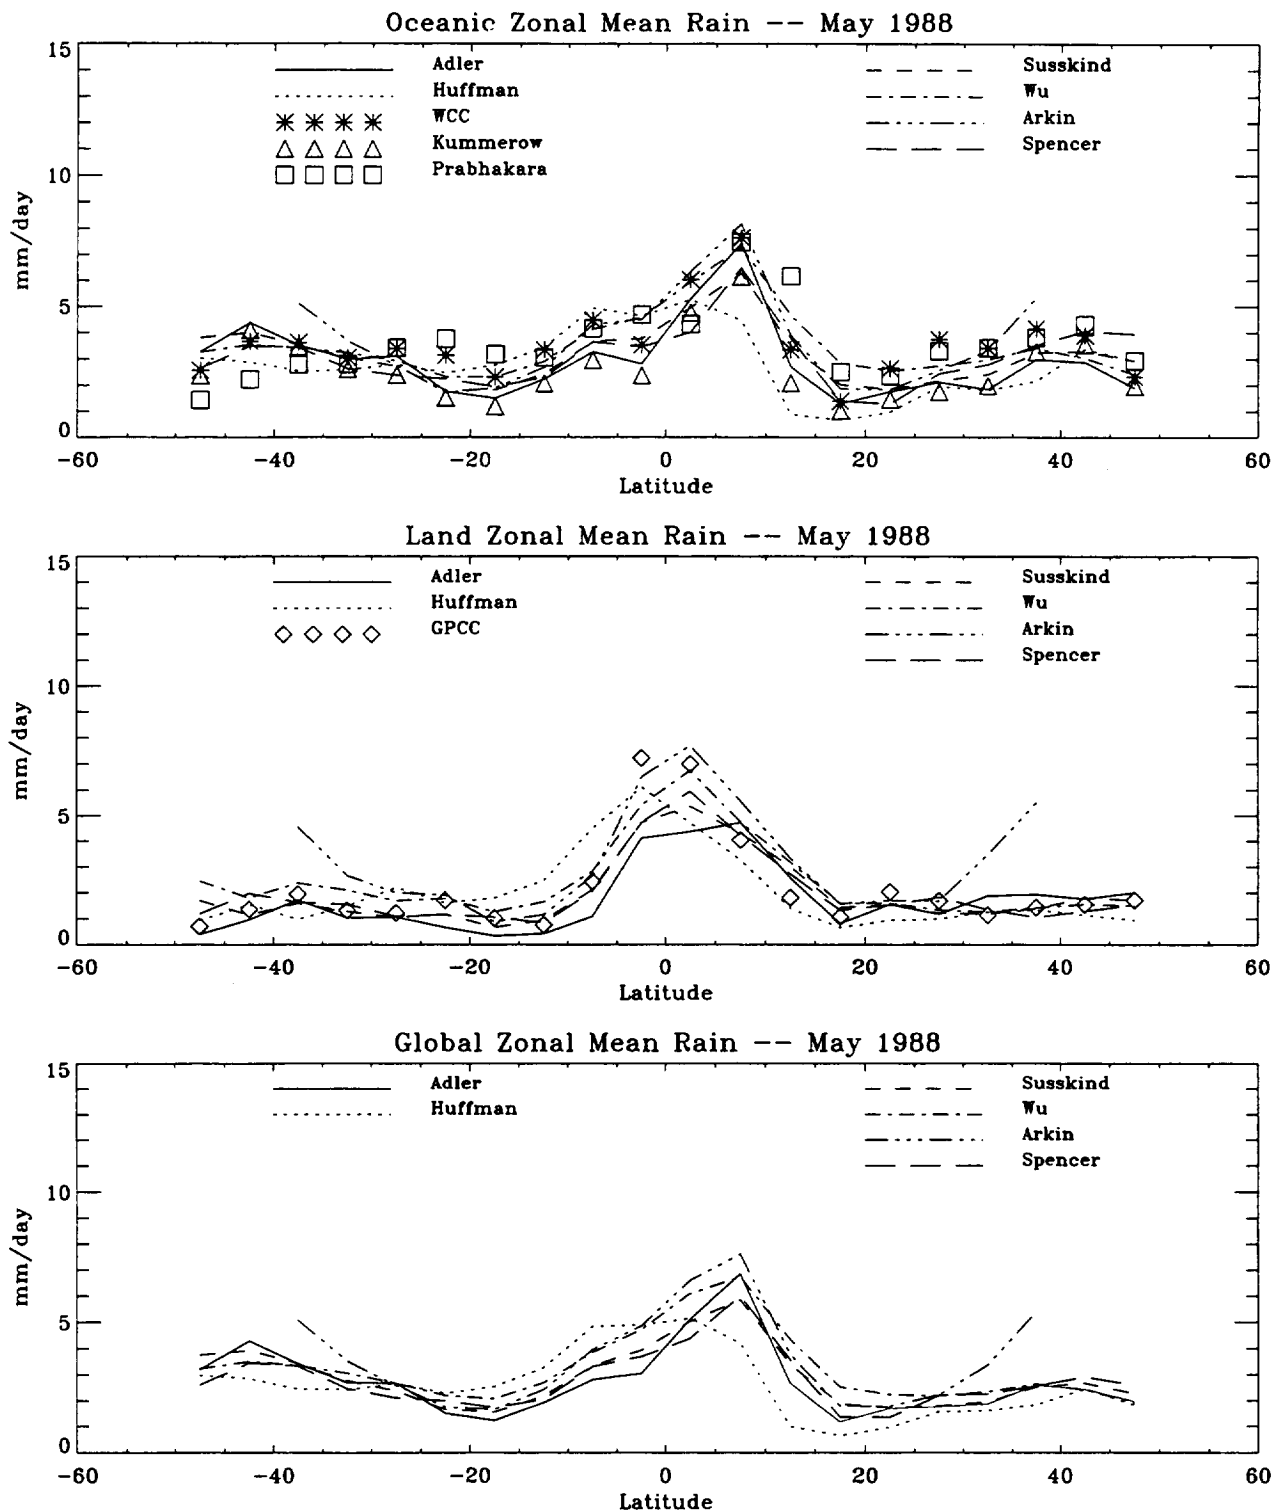 Oceanic Zonal Mean Rain -- May 1988
15
10
5
0
mm/day
Adler
Huffman
WCC
Kummerow
Prabhakara
Susskind
Wu
Arkin
Spencer
-60 -40 -20 0 20 40 60
Latitude
Land Zonal Mean Rain -- May 1988
15
10
5
0
mm/day
Adler
Huffman
GPCC
Susskind
Wu
Arkin
Spencer
-60 -40 -20 0 20 40 60
Latitude
Global Zonal Mean Rain -- May 1988
15
10
5
0
mm/day
Adler
Huffman
Susskind
Wu
Arkin
Spencer
-60 -40 -20 0 20 40 60
Latitude